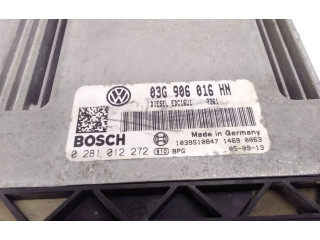 03G 906 016 HN
DIESEL EDC16U1 7361
BOSCH
Made in Germany
1039S10847 1469 0063
0 281 012 272 BPG
05-09-13